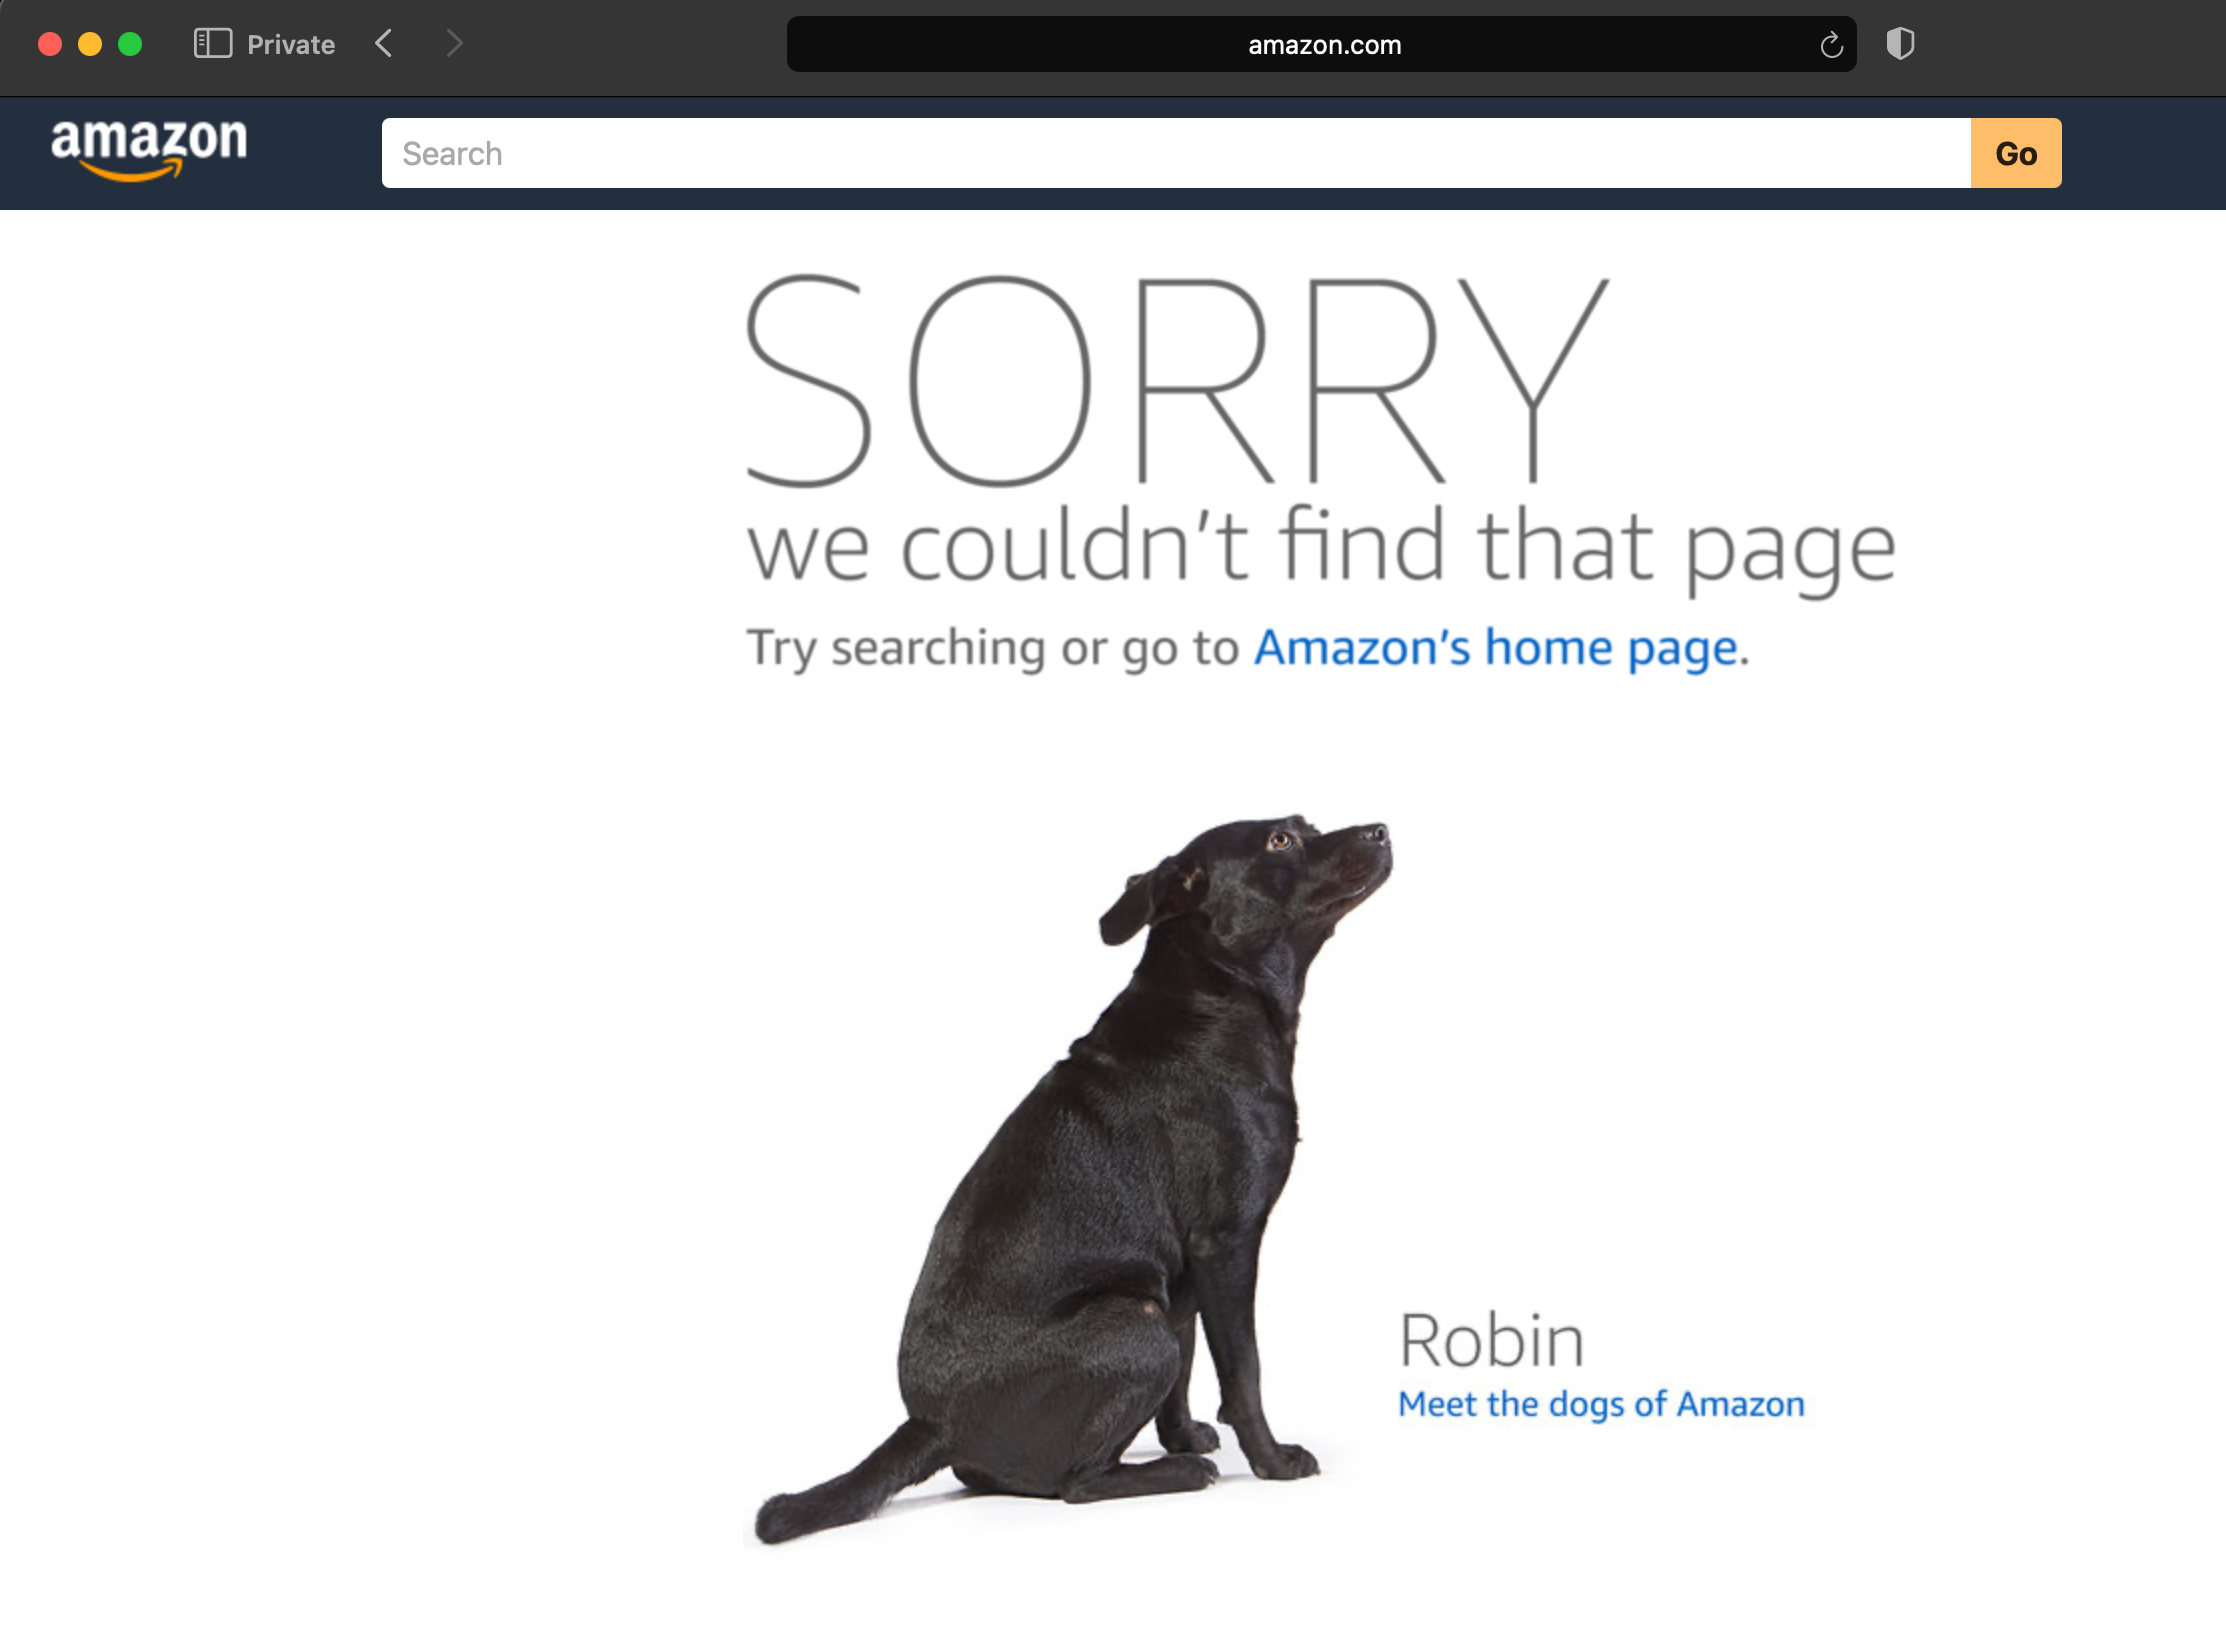 Private
amazon.com
amazon
Search
Go
SORRY
we couldn’t find that page
Try searching or go to Amazon’s home page.
Robin
Meet the dogs of Amazon